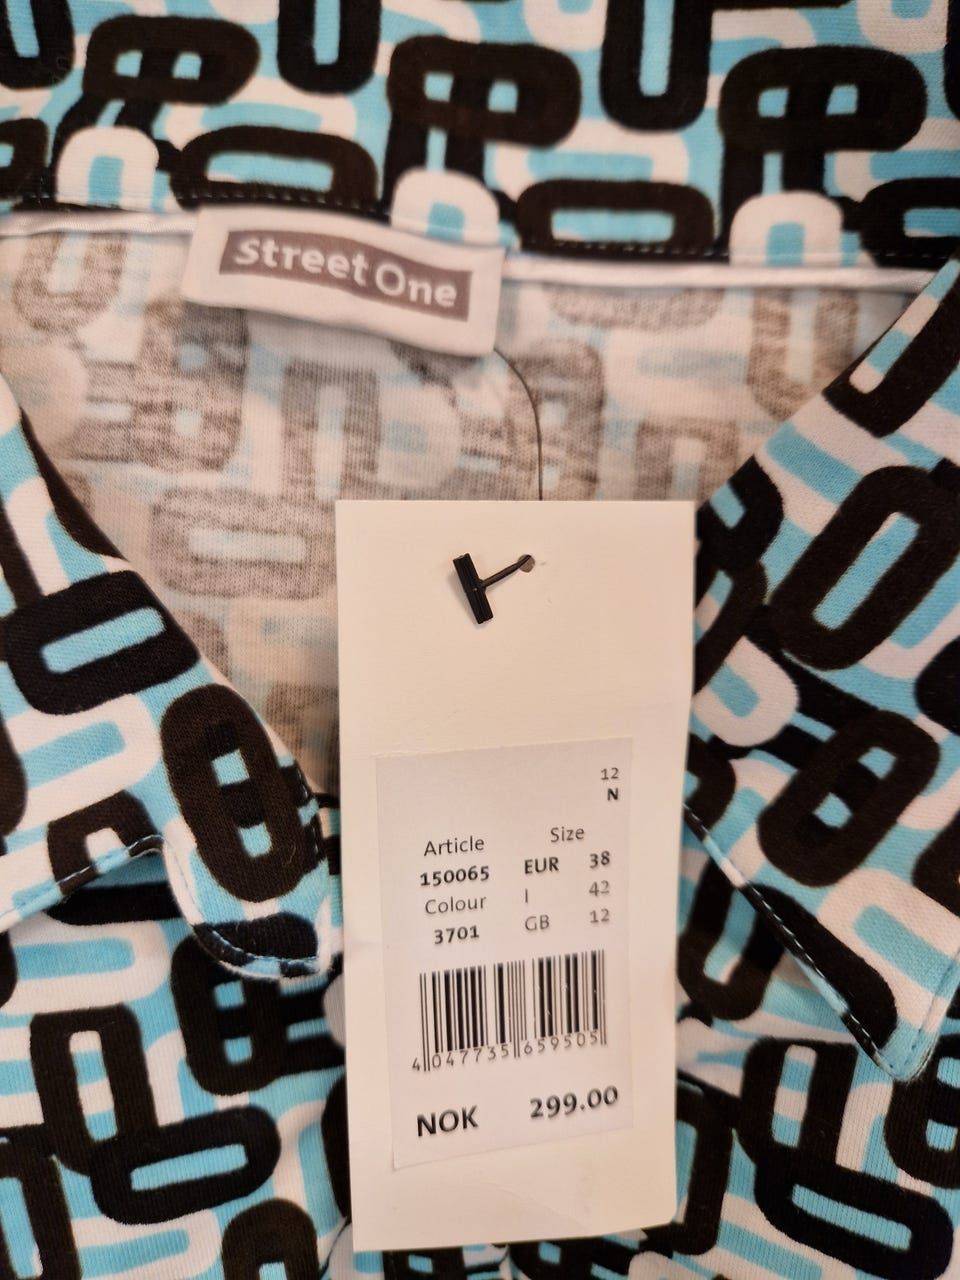 street One
12
N
Article Size
150065 EUR 38
Colour I 42
3701 GB 12
4 047735 659505
NOK 299.00